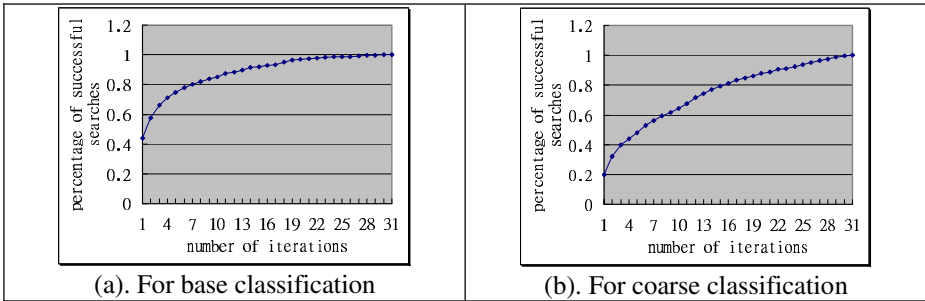 1.2
1
0.8
0.6
0.4
0.2
0
percentage of successful
searches
1 4 7 10 13 16 19 22 25 28 31
number of iterations
(a). For base classification
1.2
1
0.8
0.6
0.4
0.2
0
percentage of successful
searches
1 4 7 10 13 16 19 22 25 28 31
number of iterations
(b). For coarse classification